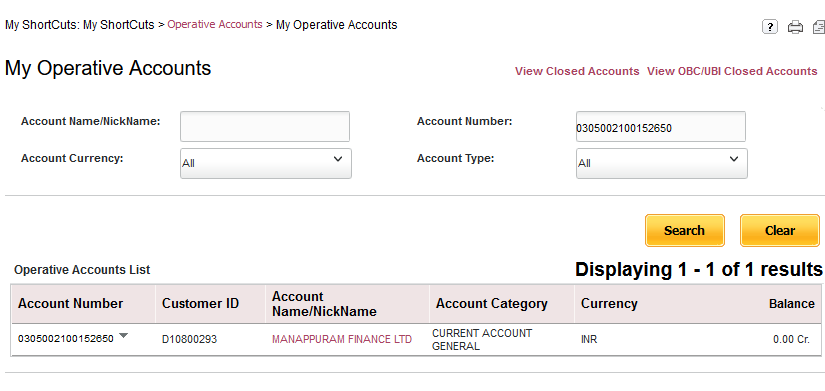 My ShortCuts: My ShortCuts > Operative Accounts > My Operative Accounts
?
My Operative Accounts
View Closed Accounts View OBC/UBI Closed Accounts
Account Name/NickName:
Account Number: 0305002100152650
Account Currency: All
Account Type: All
Search Clear
Operative Accounts List
Displaying 1 - 1 of 1 results
Account Number Customer ID Account Name/NickName Account Category Currency Balance
0305002100152650 D10800293 MANAPPURAM FINANCE LTD CURRENT ACCOUNT GENERAL INR 0.00 Cr.